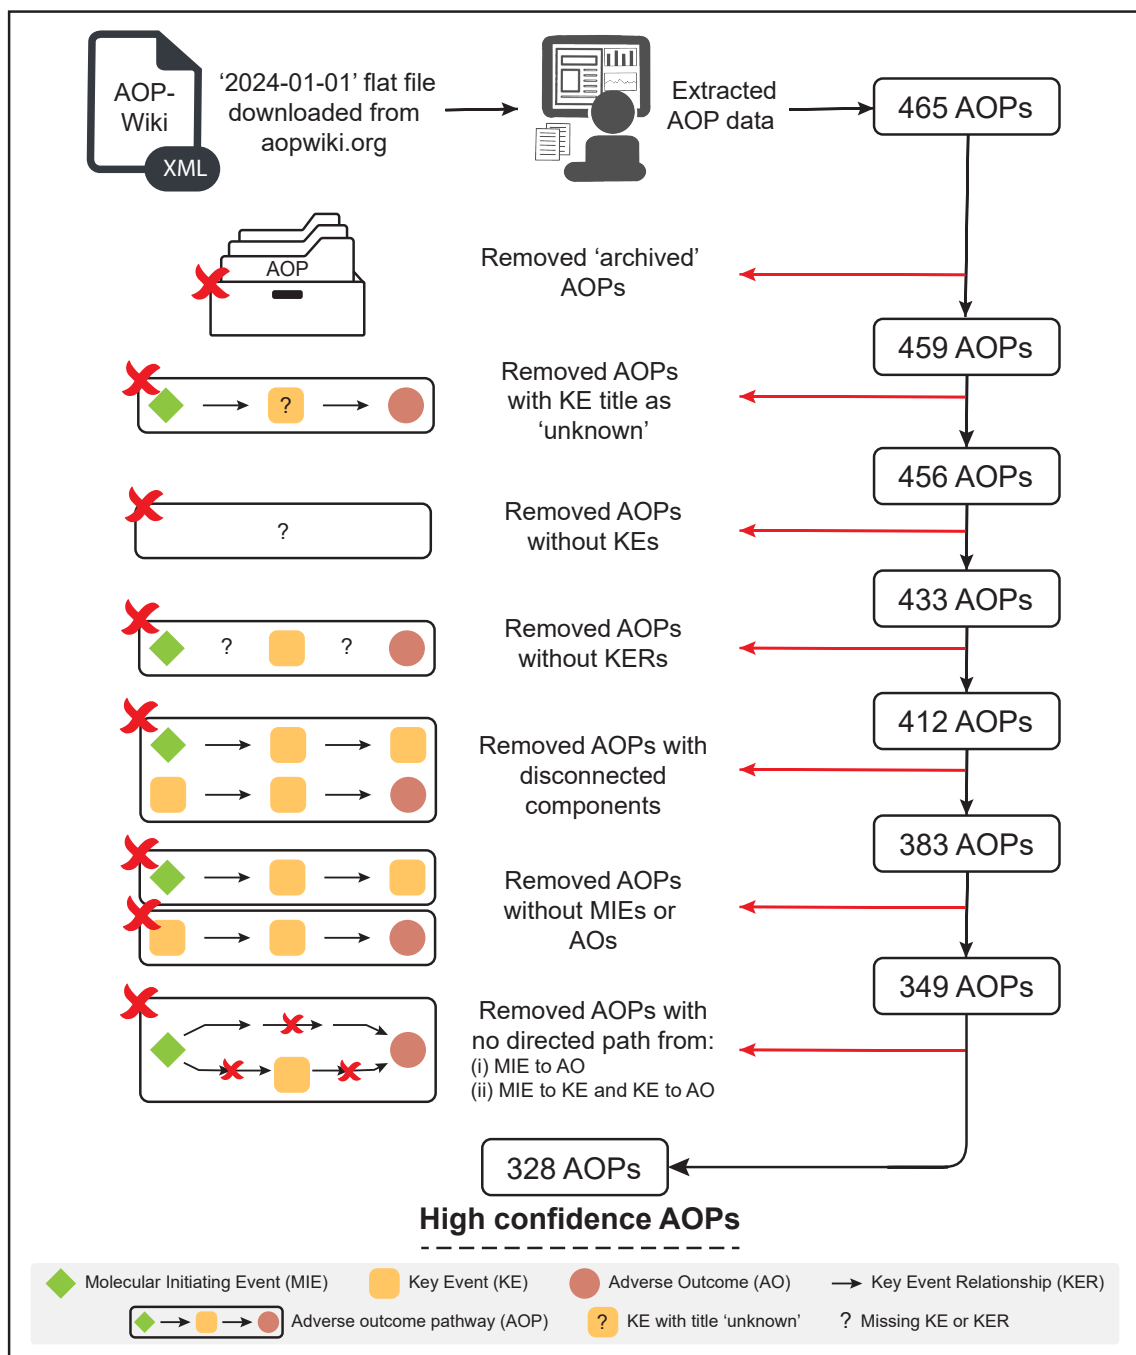 AOP-
Wiki
XML
‘2024-01-01’ flat file
downloaded from
aopwiki.org
Extracted
AOP data
465 AOPs
AOP
Removed ‘archived’
AOPs
459 AOPs
?
Removed AOPs
with KE title as
‘unknown’
456 AOPs
?
Removed AOPs
without KEs
433 AOPs
? ?
Removed AOPs
without KERs
412 AOPs
Removed AOPs with
disconnected
components
383 AOPs
Removed AOPs
without MIEs or
AOs
349 AOPs
Removed AOPs with
no directed path from:
(i) MIE to AO
(ii) MIE to KE and KE to AO
328 AOPs
High confidence AOPs
Molecular Initiating Event (MIE) Key Event (KE) Adverse Outcome (AO) Key Event Relationship (KER)
Adverse outcome pathway (AOP) ? KE with title ‘unknown’ ? Missing KE or KER